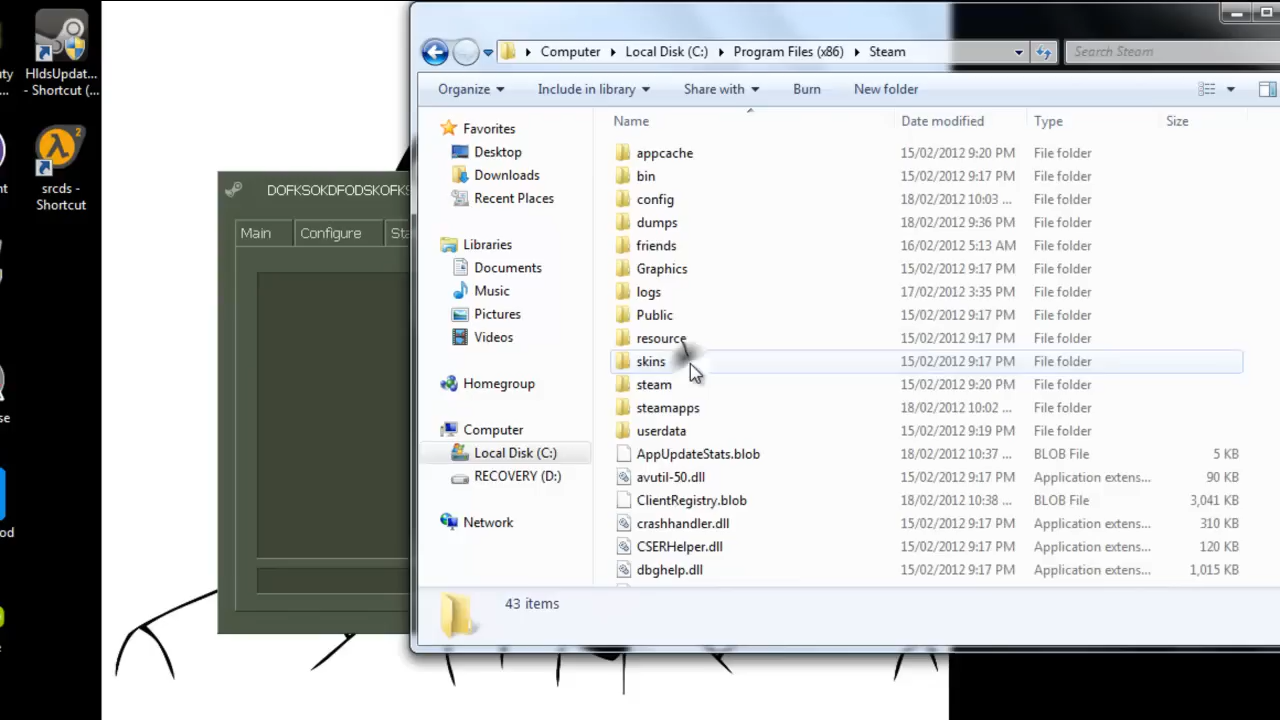 HldsUpdat...
- Shortcut (...
srcds -
Shortcut
DOFKSOKDFODSKOFKS
Main
Configure
Computer
Local Disk (C:)
Program Files (x86)
Steam
Search Steam
Organize
Include in library
Share with
Burn
New folder
Favorites
Desktop
Downloads
Recent Places
Libraries
Documents
Music
Pictures
Videos
Homegroup
Computer
Local Disk (C:)
RECOVERY (D:)
Network
Name Date modified Type Size
appcache 15/02/2012 9:20 PM File folder
bin 15/02/2012 9:17 PM File folder
config 18/02/2012 10:03 ... File folder
dumps 18/02/2012 9:36 PM File folder
friends 16/02/2012 5:13 AM File folder
Graphics 15/02/2012 9:17 PM File folder
logs 17/02/2012 3:35 PM File folder
Public 15/02/2012 9:17 PM File folder
resource 15/02/2012 9:17 PM File folder
skins 15/02/2012 9:17 PM File folder
steam 15/02/2012 9:20 PM File folder
steamapps 18/02/2012 10:02 ... File folder
userdata 15/02/2012 9:19 PM File folder
AppUpdateStats.blob 18/02/2012 10:37 ... BLOB File 5 KB
avutil-50.dll 15/02/2012 9:17 PM Application extens... 90 KB
ClientRegistry.blob 18/02/2012 10:38 ... BLOB File 3,041 KB
crashhandler.dll 15/02/2012 9:17 PM Application extens... 310 KB
CSERHelper.dll 15/02/2012 9:17 PM Application extens... 120 KB
dbghelp.dll 15/02/2012 9:17 PM Application extens... 1,015 KB
43 items